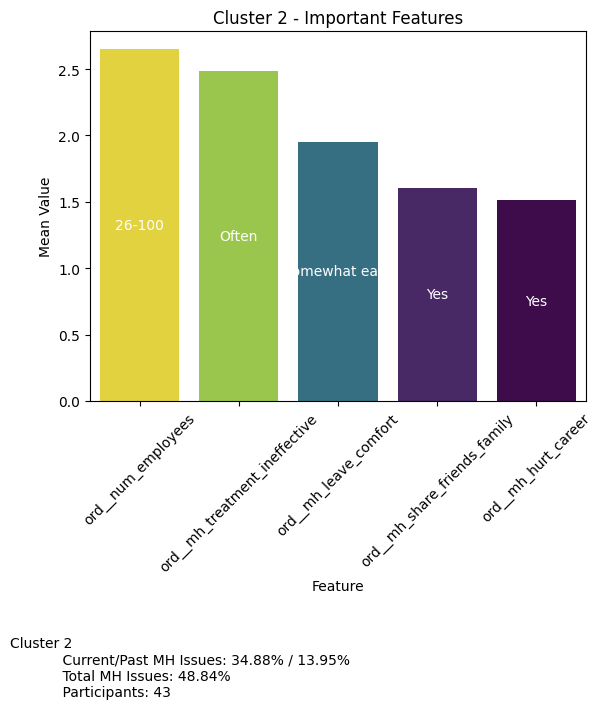 Cluster 2 - Important Features
Mean Value
2.5
2.0
1.5
1.0
0.5
0.0
26-100
Often
omewhat ea
Yes
Yes
ord__num_employees
ord__mh_treatment_ineffective
ord__mh_leave_comfort
ord__mh_share_friends_family
ord__mh_hurt_career
Feature
Cluster 2
Current/Past MH Issues: 34.88% / 13.95%
Total MH Issues: 48.84%
Participants: 43